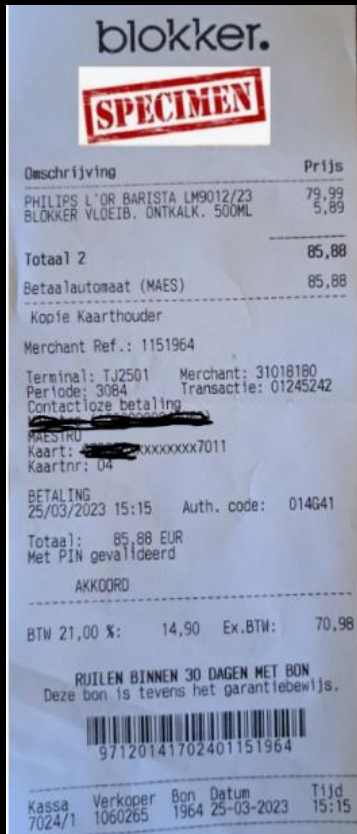 blokker.
SPECIMEN
Omschrijving Prijs
PHILIPS L'OR BARISTA LM9012/23 79,99
BLOKKER VLOEIB. ONTKALK. 500ML 5,89
Totaal 2 85,88
Betaalautomaat (MAES) 85,88
Kopie Kaarthouder
Merchant Ref.: 1151964
Terminal: TJ2501 Merchant: 31018180
Periode: 3084 Transactie: 01245242
Contactloze betaling
MAESTRO
Kaart: xxxxxxx7011
Kaartnr: 04
BETALING
25/03/2023 15:15 Auth. code: 014G41
Totaal: 85,88 EUR
Met PIN gevalideerd
AKKOORD
BTW 21,00 %: 14,90 Ex.BTW: 70,98
RUILEN BINNEN 30 DAGEN MET BON
Deze bon is tevens het garantiebewijs.
97120141702401151964
Kassa Verkoper Bon Datum Tijd
7024/1 1060265 1964 25-03-2023 15:15